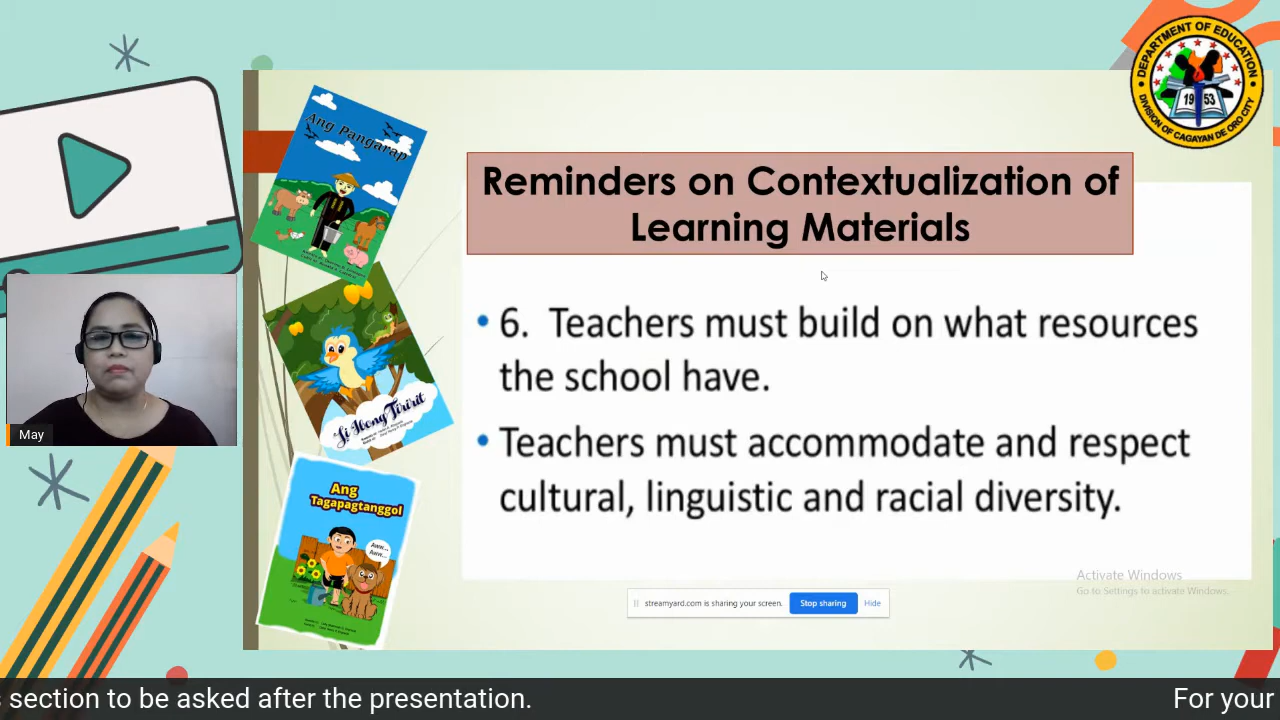 DEPARTMENT OF EDUCATION
1953
DIVISION OF CAGAYAN DE ORO CITY
Ang Pangarap
Reminders on Contextualization of
Learning Materials
• 6. Teachers must build on what resources
the school have.
• Teachers must accommodate and respect
cultural, linguistic and racial diversity.
Si Ibong Tiririt
May
Ang
Tagapagtanggol
Aww...
Aww...
Activate Windows
Go to Settings to activate Windows.
streamyard.com is sharing your screen.
Stop sharing
Hide
section to be asked after the presentation.
For your